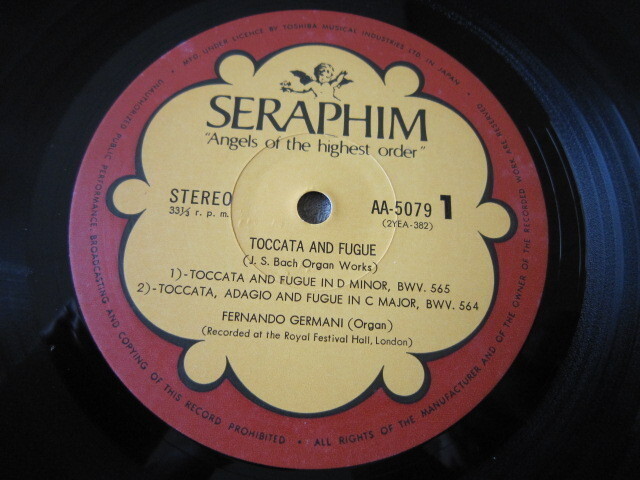 MFG. UNDER LICENCE BY TOSHIBA MUSICAL INDUSTRIES LTD. IN JAPAN • ALL RIGHTS OF THE MANUFACTURER AND OF THE OWNER OF THE RECORDED WORK ARE RESERVED
UNAUTHORIZED PUBLIC PERFORMANCE, BROADCASTING AND COPYING OF THIS RECORD PROHIBITED •
SERAPHIM
"Angels of the highest order"
STEREO
33⅓ r. p. m.
AA-5079 1
(2YEA-382)
TOCCATA AND FUGUE
(J. S. Bach Organ Works)
1)-TOCCATA AND FUGUE IN D MINOR, BWV. 565
2)-TOCCATA, ADAGIO AND FUGUE IN C MAJOR, BWV. 564
FERNANDO GERMANI (Organ)
(Recorded at the Royal Festival Hall, London)